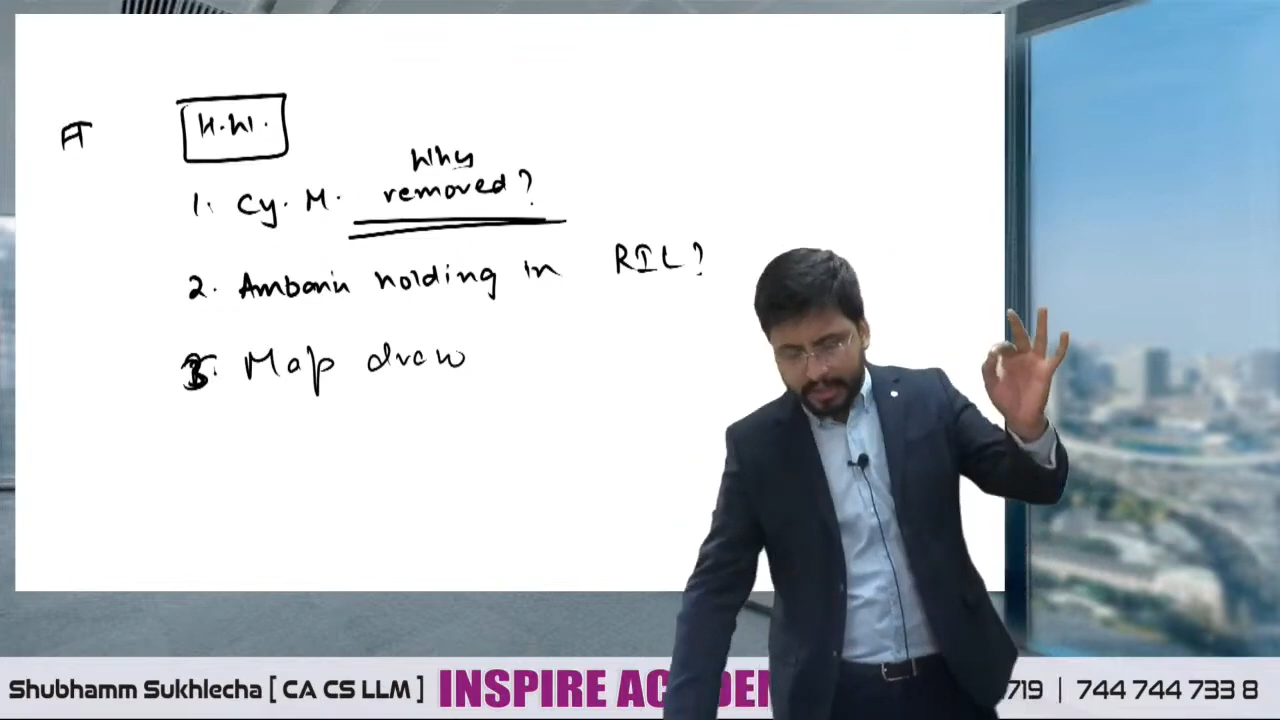 H.W.
Why
1. Cy. M. removed?
2. Ambani holding in RIL?
3. Map draw
Shubhamm Sukhlecha [ CA CS LLM ] INSPIRE ACADEM 719 | 744 744 733 8